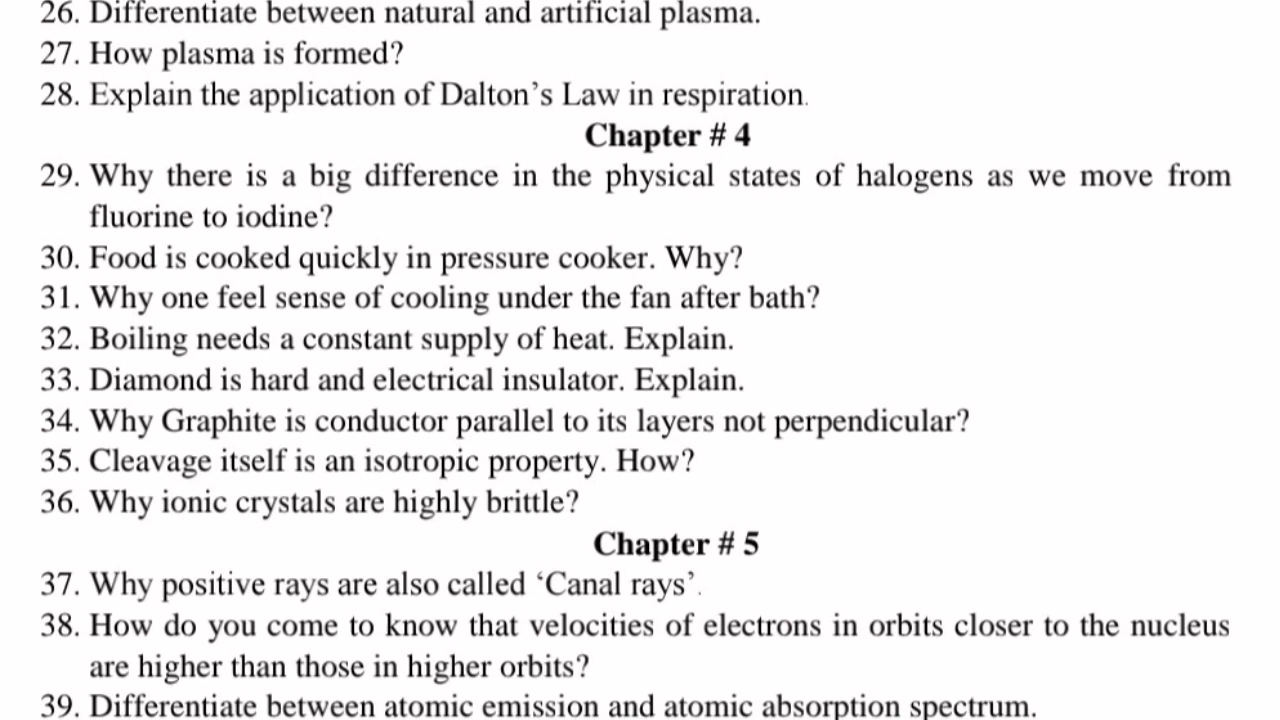 26. Differentiate between natural and artificial plasma.
27. How plasma is formed?
28. Explain the application of Dalton’s Law in respiration.
Chapter # 4
29. Why there is a big difference in the physical states of halogens as we move from
fluorine to iodine?
30. Food is cooked quickly in pressure cooker. Why?
31. Why one feel sense of cooling under the fan after bath?
32. Boiling needs a constant supply of heat. Explain.
33. Diamond is hard and electrical insulator. Explain.
34. Why Graphite is conductor parallel to its layers not perpendicular?
35. Cleavage itself is an isotropic property. How?
36. Why ionic crystals are highly brittle?
Chapter # 5
37. Why positive rays are also called ‘Canal rays’.
38. How do you come to know that velocities of electrons in orbits closer to the nucleus
are higher than those in higher orbits?
39. Differentiate between atomic emission and atomic absorption spectrum.